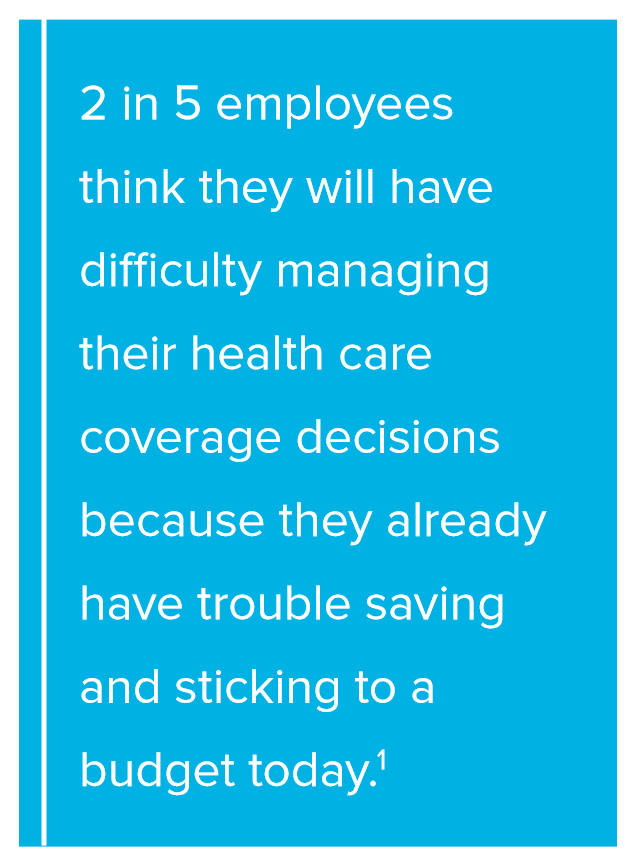 2 in 5 employees
think they will have
difficulty managing
their health care
coverage decisions
because they already
have trouble saving
and sticking to a
budget today.¹